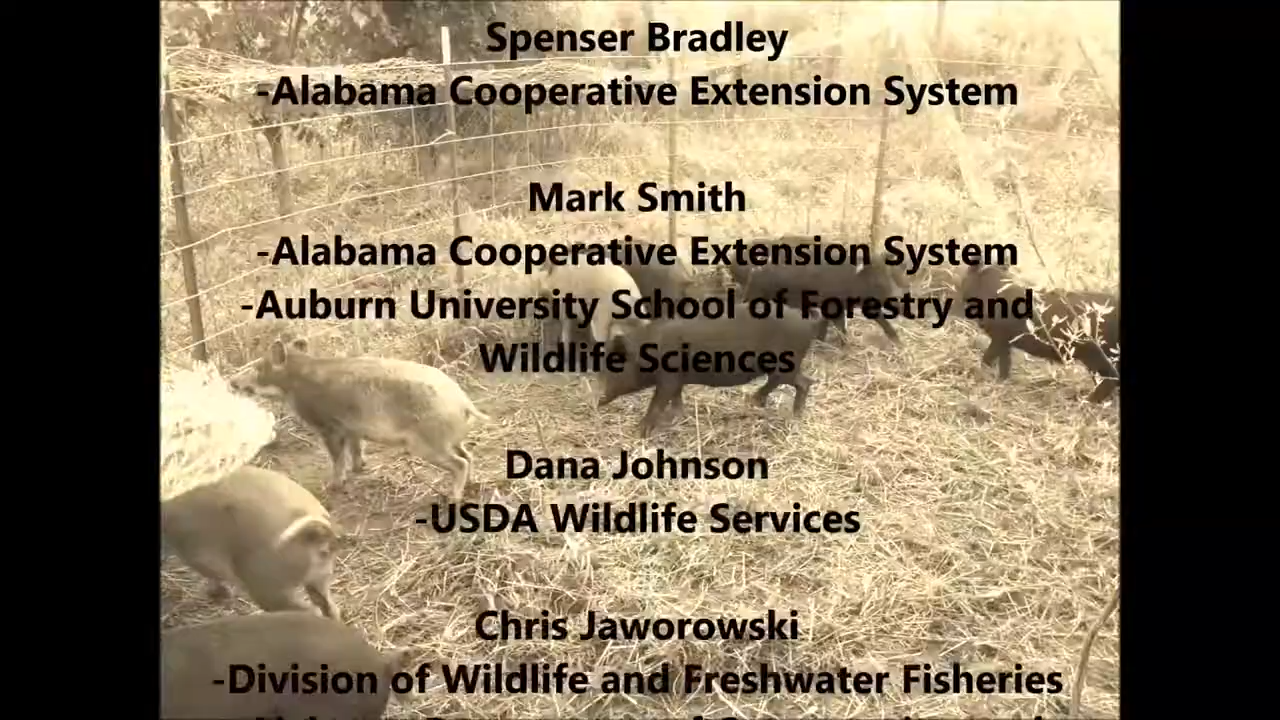 Spenser Bradley
-Alabama Cooperative Extension System
Mark Smith
-Alabama Cooperative Extension System
-Auburn University School of Forestry and
Wildlife Sciences
Dana Johnson
-USDA Wildlife Services
Chris Jaworowski
-Division of Wildlife and Freshwater Fisheries